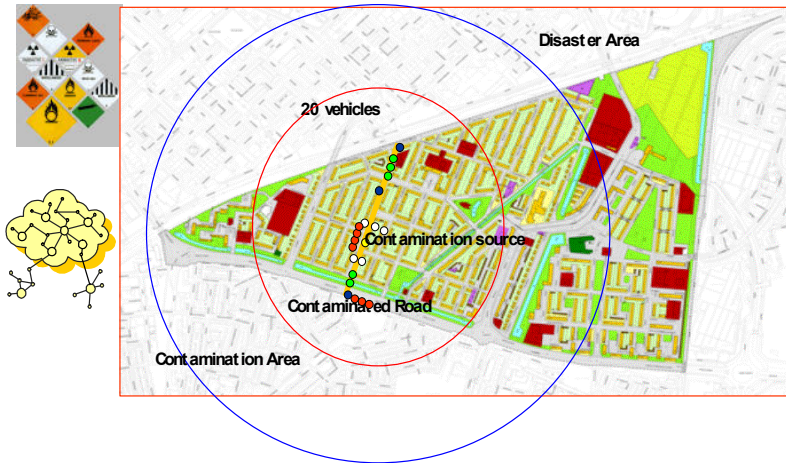 Disaster Area
20 vehicles
Contamination source
Contaminated Road
Contamination Area